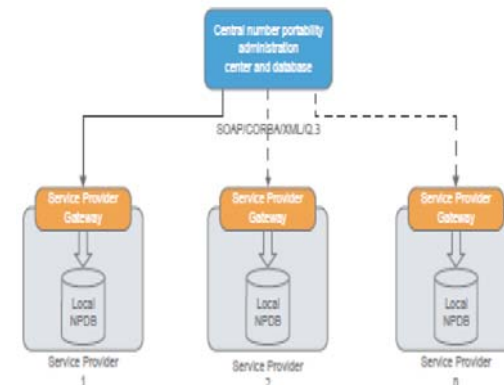 Central number portability
administration
center and database
SOAP/CORBA/XML/Q.3
Service Provider
Gateway
Service Provider
Gateway
Service Provider
Gateway
Local
NPDB
Local
NPDB
Local
NPDB
Service Provider
1
Service Provider
2
Service Provider
n